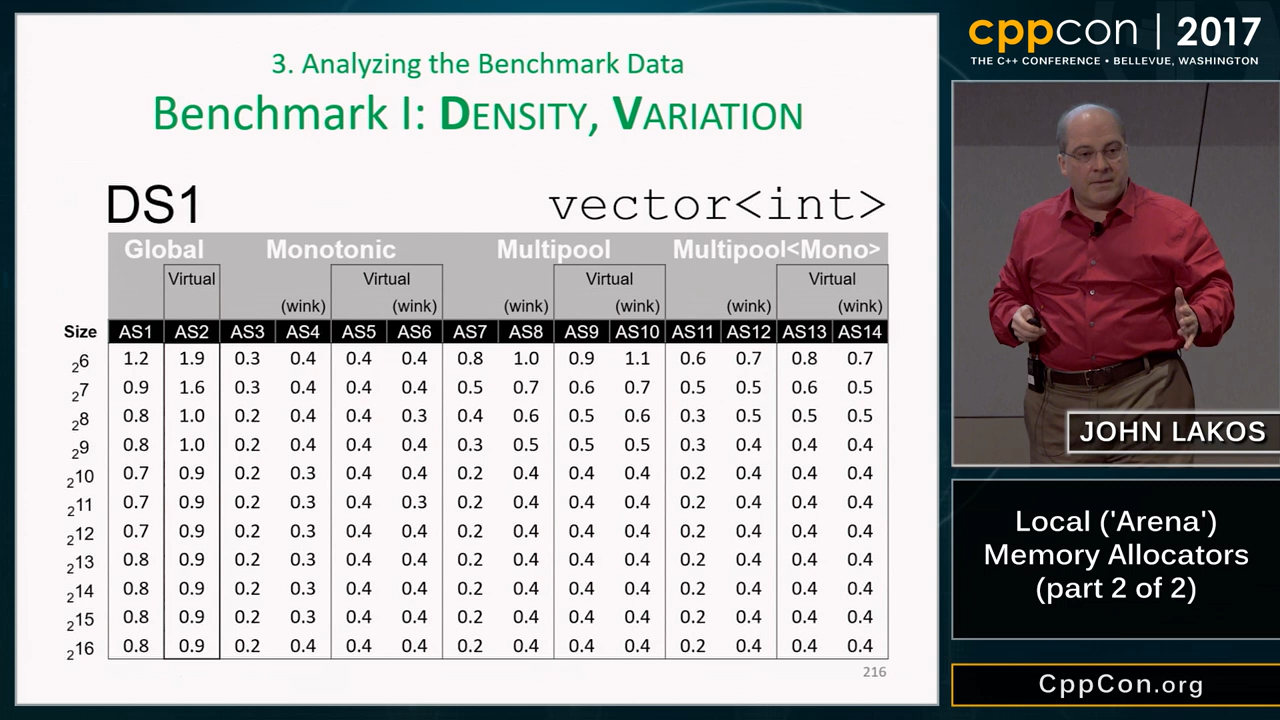 3. Analyzing the Benchmark Data
Benchmark I: DENSITY, VARIATION
DS1 vector<int>
Global Monotonic Multipool Multipool<Mono>
Virtual Virtual Virtual Virtual
(wink) (wink) (wink) (wink) (wink) (wink)
Size AS1 AS2 AS3 AS4 AS5 AS6 AS7 AS8 AS9 AS10 AS11 AS12 AS13 AS14
26 1.2 1.9 0.3 0.4 0.4 0.4 0.8 1.0 0.9 1.1 0.6 0.7 0.8 0.7
27 0.9 1.6 0.3 0.4 0.4 0.4 0.5 0.7 0.6 0.7 0.5 0.5 0.6 0.5
28 0.8 1.0 0.2 0.4 0.4 0.3 0.4 0.6 0.5 0.6 0.3 0.5 0.5 0.5
29 0.8 1.0 0.2 0.4 0.4 0.4 0.3 0.5 0.5 0.5 0.3 0.4 0.4 0.4
210 0.7 0.9 0.2 0.3 0.4 0.4 0.2 0.4 0.4 0.4 0.2 0.4 0.4 0.4
211 0.7 0.9 0.2 0.3 0.4 0.3 0.2 0.4 0.4 0.4 0.2 0.4 0.4 0.4
212 0.7 0.9 0.2 0.3 0.4 0.4 0.2 0.4 0.4 0.4 0.2 0.4 0.4 0.4
213 0.8 0.9 0.2 0.3 0.4 0.4 0.2 0.4 0.4 0.4 0.2 0.4 0.4 0.4
214 0.8 0.9 0.2 0.3 0.4 0.4 0.2 0.4 0.4 0.4 0.2 0.4 0.4 0.4
215 0.8 0.9 0.2 0.3 0.4 0.4 0.2 0.4 0.4 0.4 0.2 0.4 0.4 0.4
216 0.8 0.9 0.2 0.4 0.4 0.4 0.2 0.4 0.4 0.4 0.2 0.4 0.4 0.4
216
cppcon | 2017
THE C++ CONFERENCE • BELLEVUE, WASHINGTON
JOHN LAKOS
Local ('Arena')
Memory Allocators
(part 2 of 2)
CppCon.org